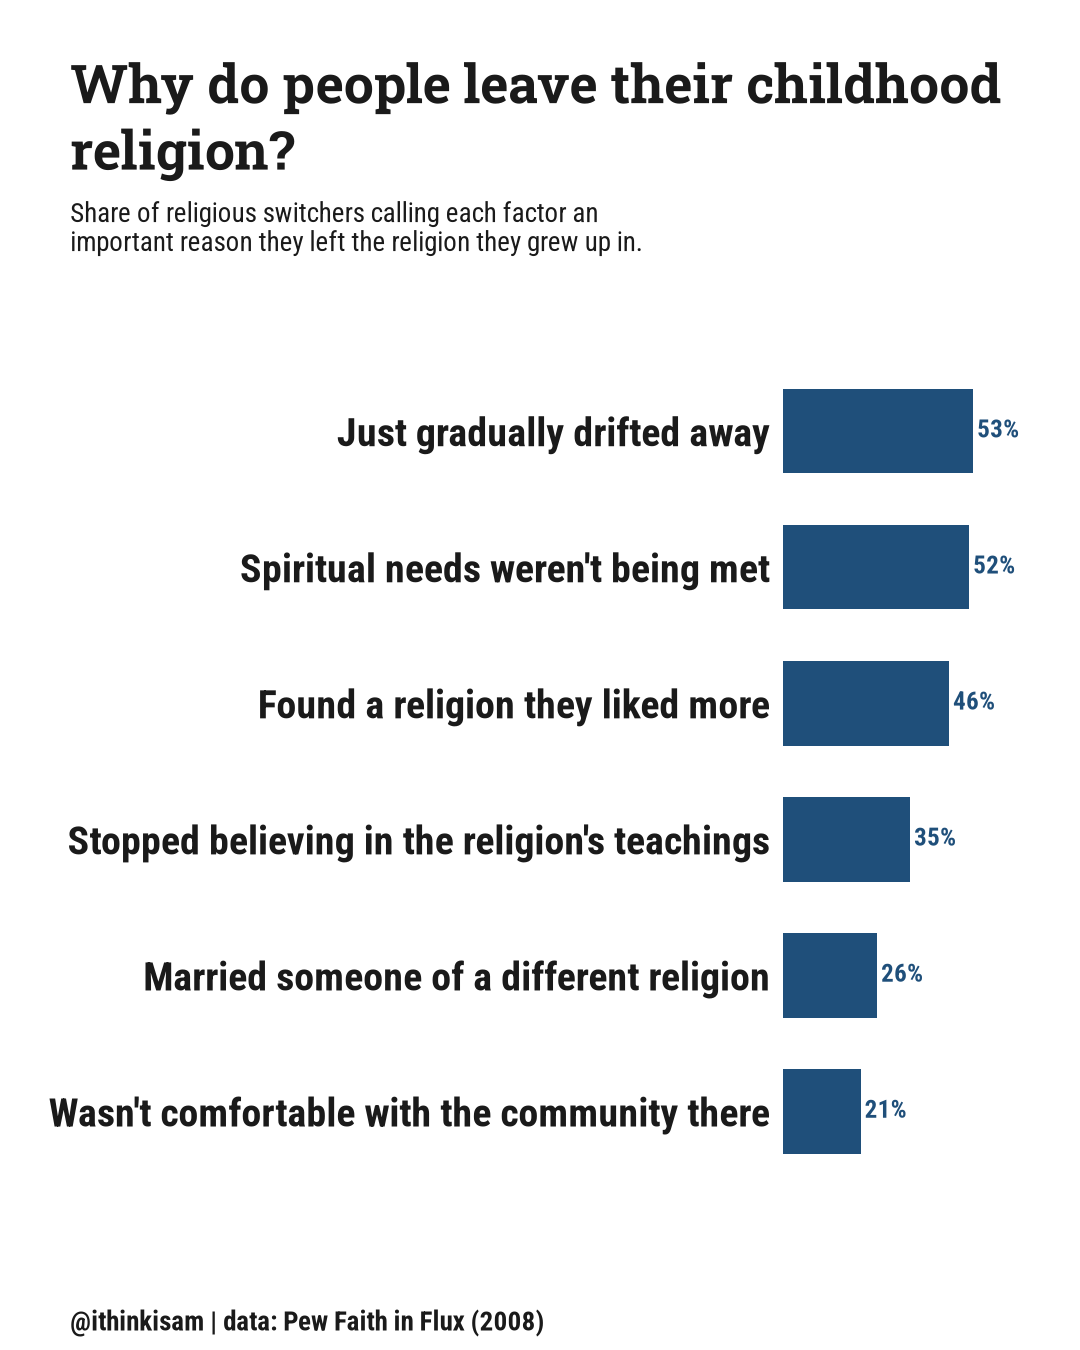 Why do people leave their childhood
religion?
Share of religious switchers calling each factor an
important reason they left the religion they grew up in.
Just gradually drifted away 53%
Spiritual needs weren't being met 52%
Found a religion they liked more 46%
Stopped believing in the religion's teachings 35%
Married someone of a different religion 26%
Wasn't comfortable with the community there 21%
@ithinkisam | data: Pew Faith in Flux (2008)